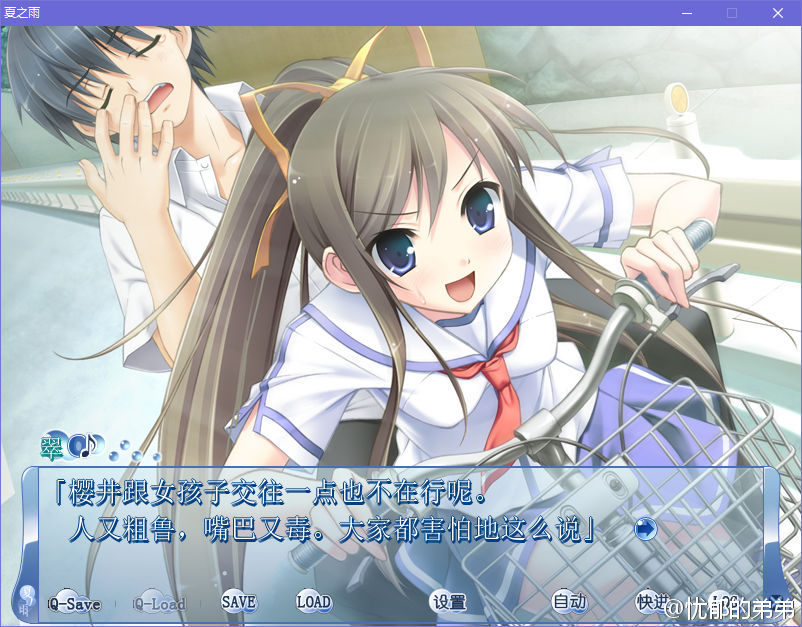 夏之雨
翠
「樱井跟女孩子交往一点也不在行呢。
人又粗鲁，嘴巴又毒。大家都害怕地这么说」
Q-Save Q-Load SAVE LOAD 设置 自动 快进
@忧郁的弟弟